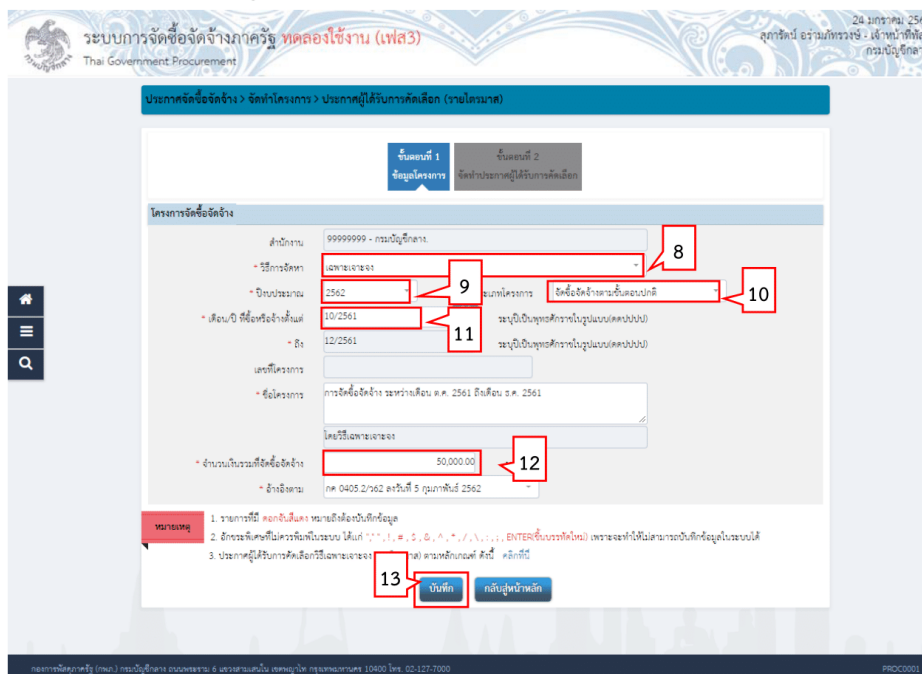 24 มกราคม
ระบบการจัดซื้อจัดจ้างภาครัฐ ทดลองใช้งาน (เฟส3)
Thai Government Procurement
ประกาศจัดซื้อจัดจ้าง > จัดทำโครงการ > ประกาศผู้ได้รับการคัดเลือก (รายไตรมาส)
ขั้นตอนที่ 1
ข้อมูลโครงการ
ขั้นตอนที่ 2
จัดทำประกาศผู้ได้รับการคัดเลือก
โครงการจัดซื้อจัดจ้าง
สำนักงาน 99999999 - กรมบัญชีกลาง.
* วิธีการจัดหา เฉพาะเจาะจง 8
* ปีงบประมาณ 2562 9 โครงการ จัดซื้อจัดจ้างตามขั้นตอนปกติ 10
* เดือน/ปี ที่ซื้อหรือจ้างตั้งแต่ 10/2561 11 ระบุปีเป็นพุทธศักราชในรูปแบบ(ดดปปปป)
* ถึง 12/2561 ระบุปีเป็นพุทธศักราชในรูปแบบ(ดดปปปป)
เลขที่โครงการ
* ชื่อโครงการ การจัดซื้อจัดจ้าง ระหว่างเดือน ต.ค. 2561 ถึงเดือน ธ.ค. 2561
โดยวิธีเฉพาะเจาะจง
* จำนวนเงินรวมที่จัดซื้อจัดจ้าง 50,000.00 12
* อ้างอิงตาม กค 0405.2/ว62 ลงวันที่ 5 กุมภาพันธ์ 2562
หมายเหตุ 1. รายการที่มี ดอกจันสีแดง หมายถึงต้องบันทึกข้อมูล
2. อักขระพิเศษที่ไม่ควรพิมพ์ในระบบ ได้แก่ ",",',!,=,$,&,^,*,/,\,:,;,ENTER(ขึ้นบรรทัดใหม่) เพราะจะทำให้ไม่สามารถบันทึกข้อมูลในระบบได้
3. ประกาศผู้ได้รับการคัดเลือกวิธีเฉพาะเจาะจง ตามหลักเกณฑ์ ดังนี้ คลิกที่นี่
13 บันทึก กลับสู่หน้าหลัก
กองการพัสดุภาครัฐ (กพภ.) กรมบัญชีกลาง ถนนพระราม 6 แขวงสามเสนใน เขตพญาไท กรุงเทพมหานคร 10400 โทร. 02-127-7000 PROC0001